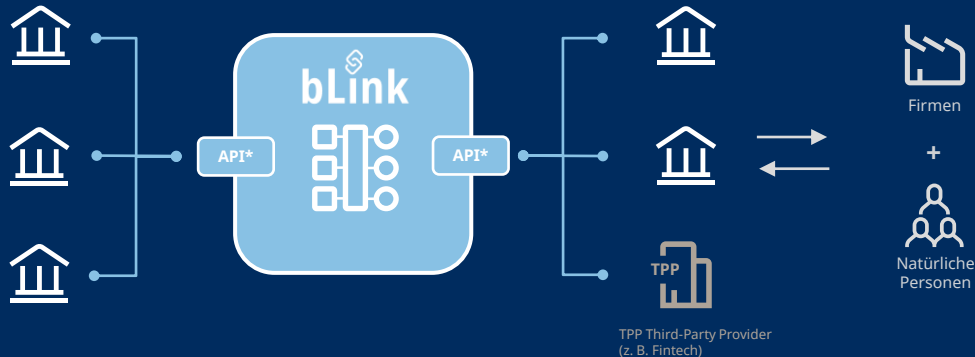 bLink
API*
API*
Firmen
+
Natürliche
Personen
TPP
TPP Third-Party Provider
(z. B. Fintech)